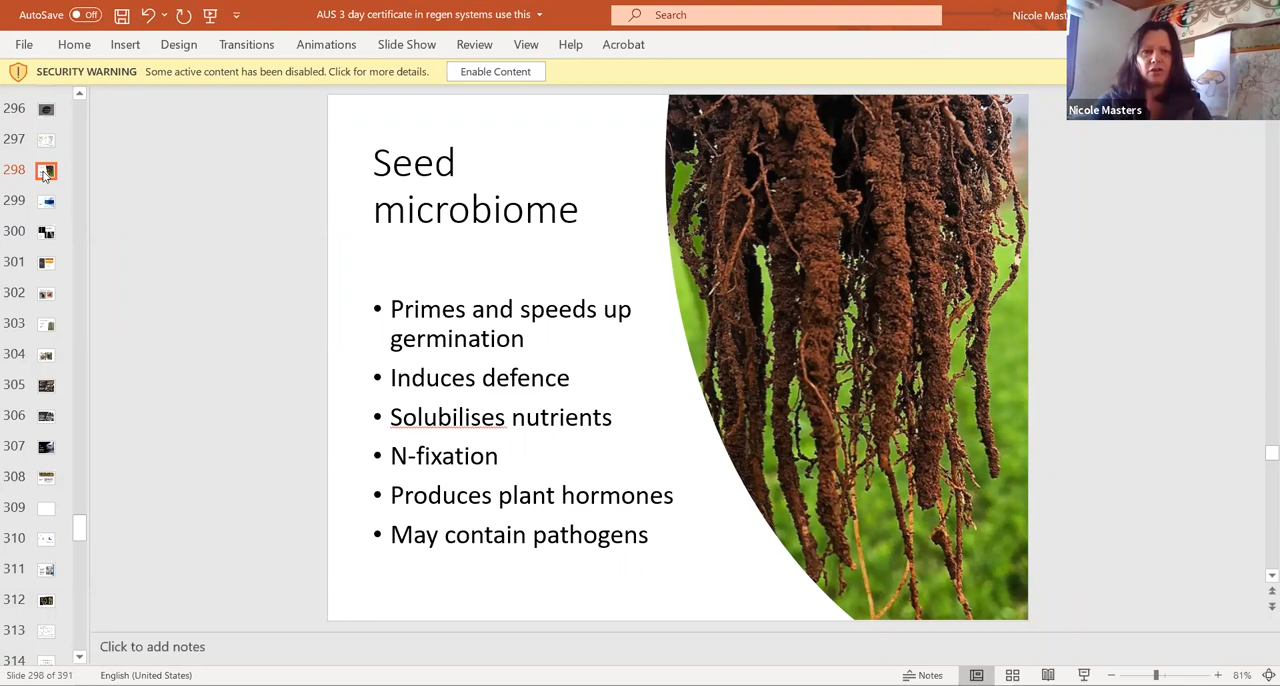 AutoSave Off
AUS 3 day certificate in regen systems use this
Search
Nicole Mast
File Home Insert Design Transitions Animations Slide Show Review View Help Acrobat
SECURITY WARNING Some active content has been disabled. Click for more details. Enable Content
Nicole Masters
296
297
298
299
300
301
302
303
304
305
306
307
308
309
310
311
312
313
314
Seed
microbiome
• Primes and speeds up
germination
• Induces defence
• Solubilises nutrients
• N-fixation
• Produces plant hormones
• May contain pathogens
Click to add notes
Slide 298 of 391 English (United States) Notes 81%